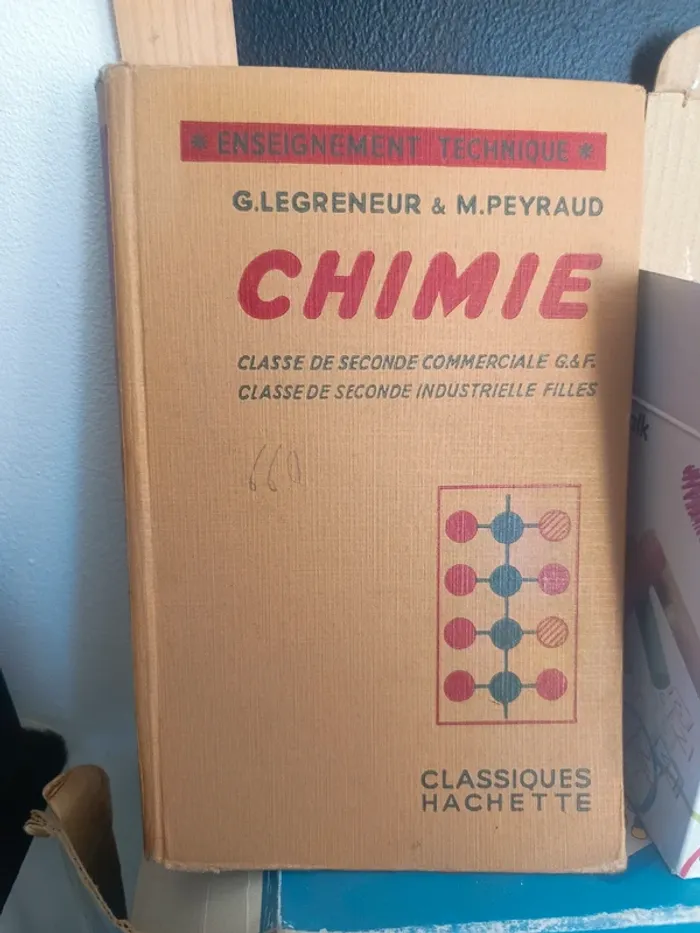 * ENSEIGNEMENT TECHNIQUE *
G.LEGRENEUR & M.PEYRAUD
CHIMIE
CLASSE DE SECONDE COMMERCIALE G.& F.
CLASSE DE SECONDE INDUSTRIELLE FILLES
CLASSIQUES
HACHETTE